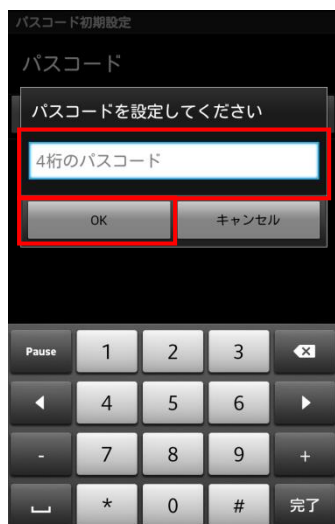 パスコード初期設定
パスコード
パスコードを設定してください
4桁のパスコード
OK キャンセル
Pause 1 2 3
4 5 6
- 7 8 9 +
* 0 # 完了